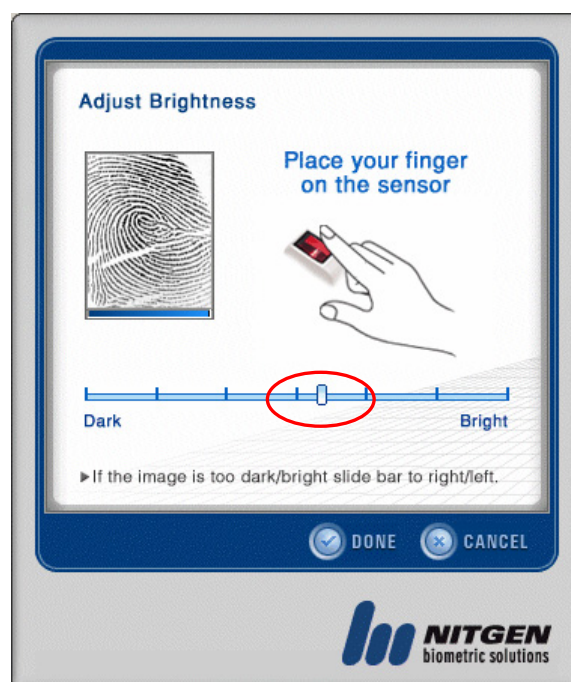 Adjust Brightness
Place your finger
on the sensor
Dark
Bright
▶If the image is too dark/bright slide bar to right/left.
DONE
CANCEL
NITGEN
biometric solutions